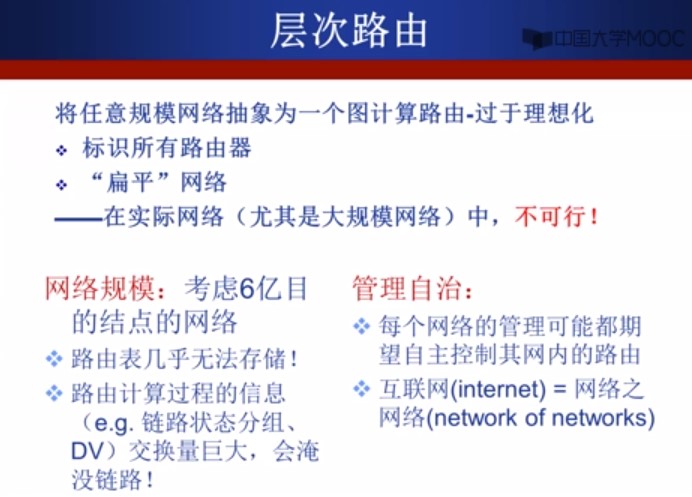 层次路由
中国大学MOOC
将任意规模网络抽象为一个图计算路由-过于理想化
❖ 标识所有路由器
❖ “扁平”网络
——在实际网络（尤其是大规模网络）中，不可行！
网络规模：考虑6亿目
的结点的网络
❖ 路由表几乎无法存储！
❖ 路由计算过程的信息
（e.g. 链路状态分组、
DV）交换量巨大，会淹
没链路！
管理自治：
❖ 每个网络的管理可能都期
望自主控制其网内的路由
❖ 互联网(internet) = 网络之
网络(network of networks)